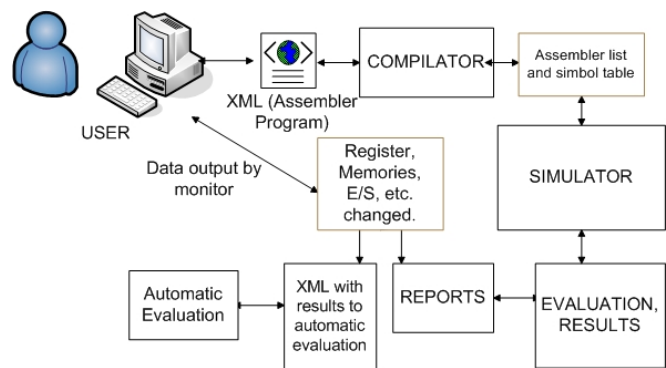 USER
XML (Assembler
Program)
COMPILATOR
Assembler list
and simbol table
Data output by
monitor
Register,
Memories,
E/S, etc.
changed.
SIMULATOR
Automatic
Evaluation
XML with
results to
automatic
evaluation
REPORTS
EVALUATION,
RESULTS